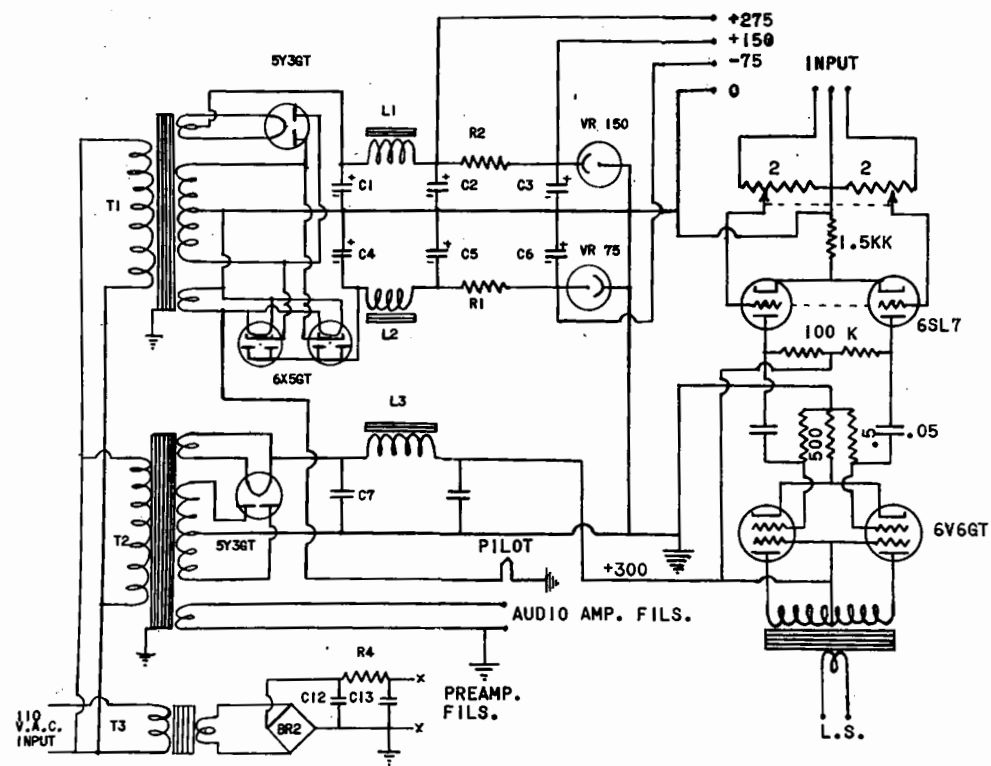 +275
+150
-75
0
INPUT
5Y3GT
L1
R2
VR 150
2
2
T1
+
C1
-
+
C2
-
C3
+
-
+
C4
-
+
C5
-
C6
+
-
VR 75
1.5KK
R1
L2
6SL7
100 K
6X5GT
L3
500
.5
.05
C7
6V6GT
T2
5Y3GT
PILOT
+300
AUDIO AMP. FILS.
R4
PREAMP.
FILS.
C12
C13
x
x
110
V.A.C.
INPUT
T3
BR2
L.S.